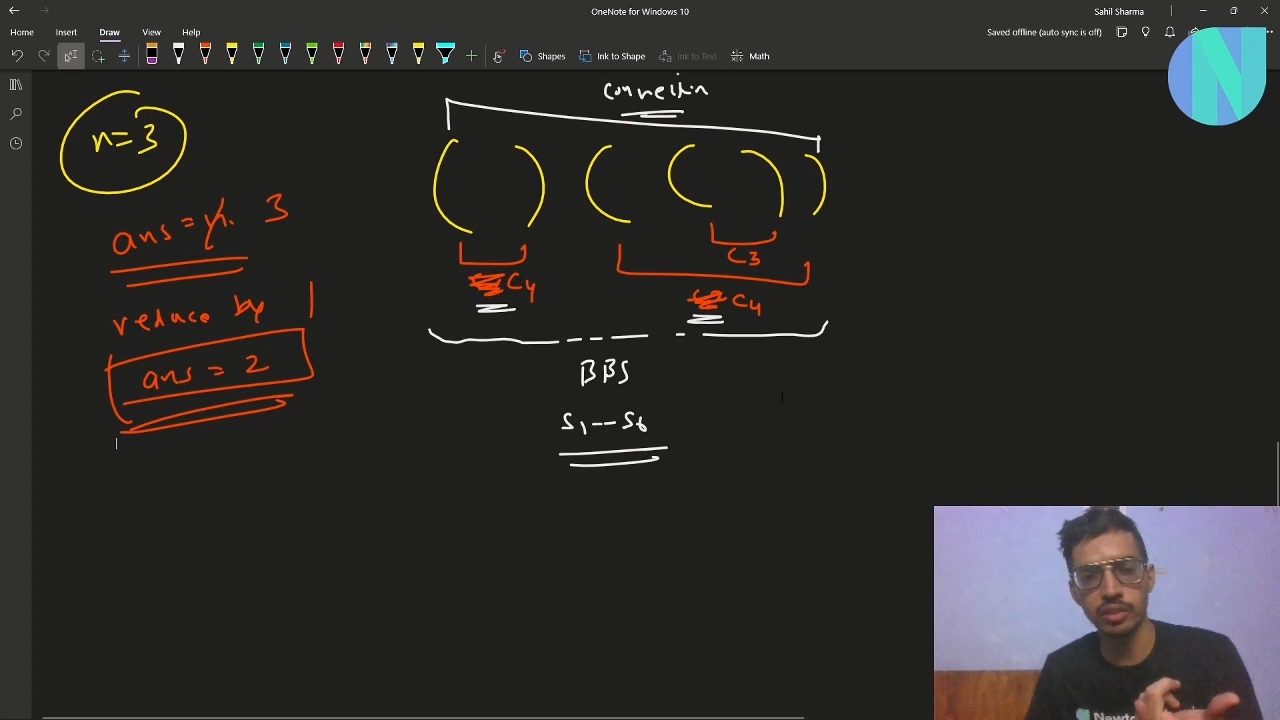 OneNote for Windows 10
Sahil Sharma
Home Insert Draw View Help
Saved offline (auto sync is off)
Shapes Ink to Shape Ink to Text Math
n=3
( ) ( ( ) )
C4 C3
C4
ans = 3
reduce by 1
ans = 2
BBS
S1---S6
Newto